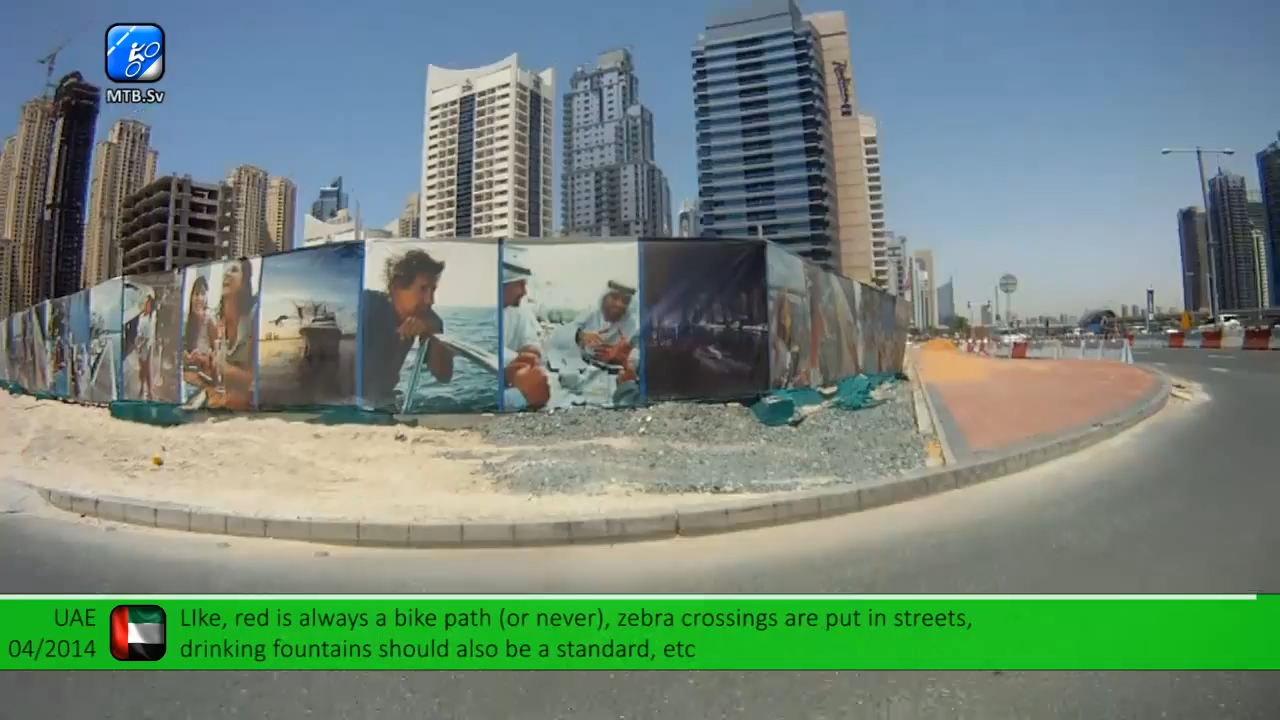 MTB.Sv
UAE
04/2014
LIke, red is always a bike path (or never), zebra crossings are put in streets,
drinking fountains should also be a standard, etc